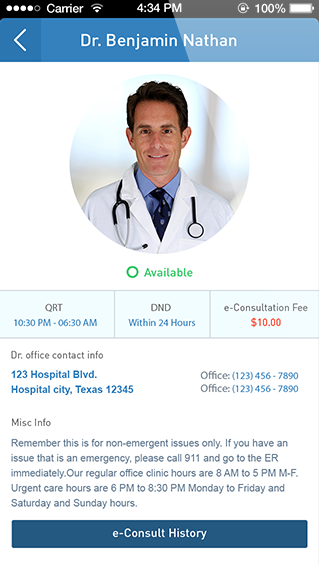 Carrier 4:34 PM 100%
Dr. Benjamin Nathan
Available
QRT DND e-Consultation Fee
10:30 PM - 06:30 AM Within 24 Hours $10.00
Dr. office contact info
123 Hospital Blvd. Office: (123) 456 - 7890
Hospital city, Texas 12345 Office: (123) 456 - 7890
Misc Info
Remember this is for non-emergent issues only. If you have an
issue that is an emergency, please call 911 and go to the ER
immediately.Our regular office clinic hours are 8 AM to 5 PM M-F.
Urgent care hours are 6 PM to 8:30 PM Monday to Friday and
Saturday and Sunday hours.
e-Consult History